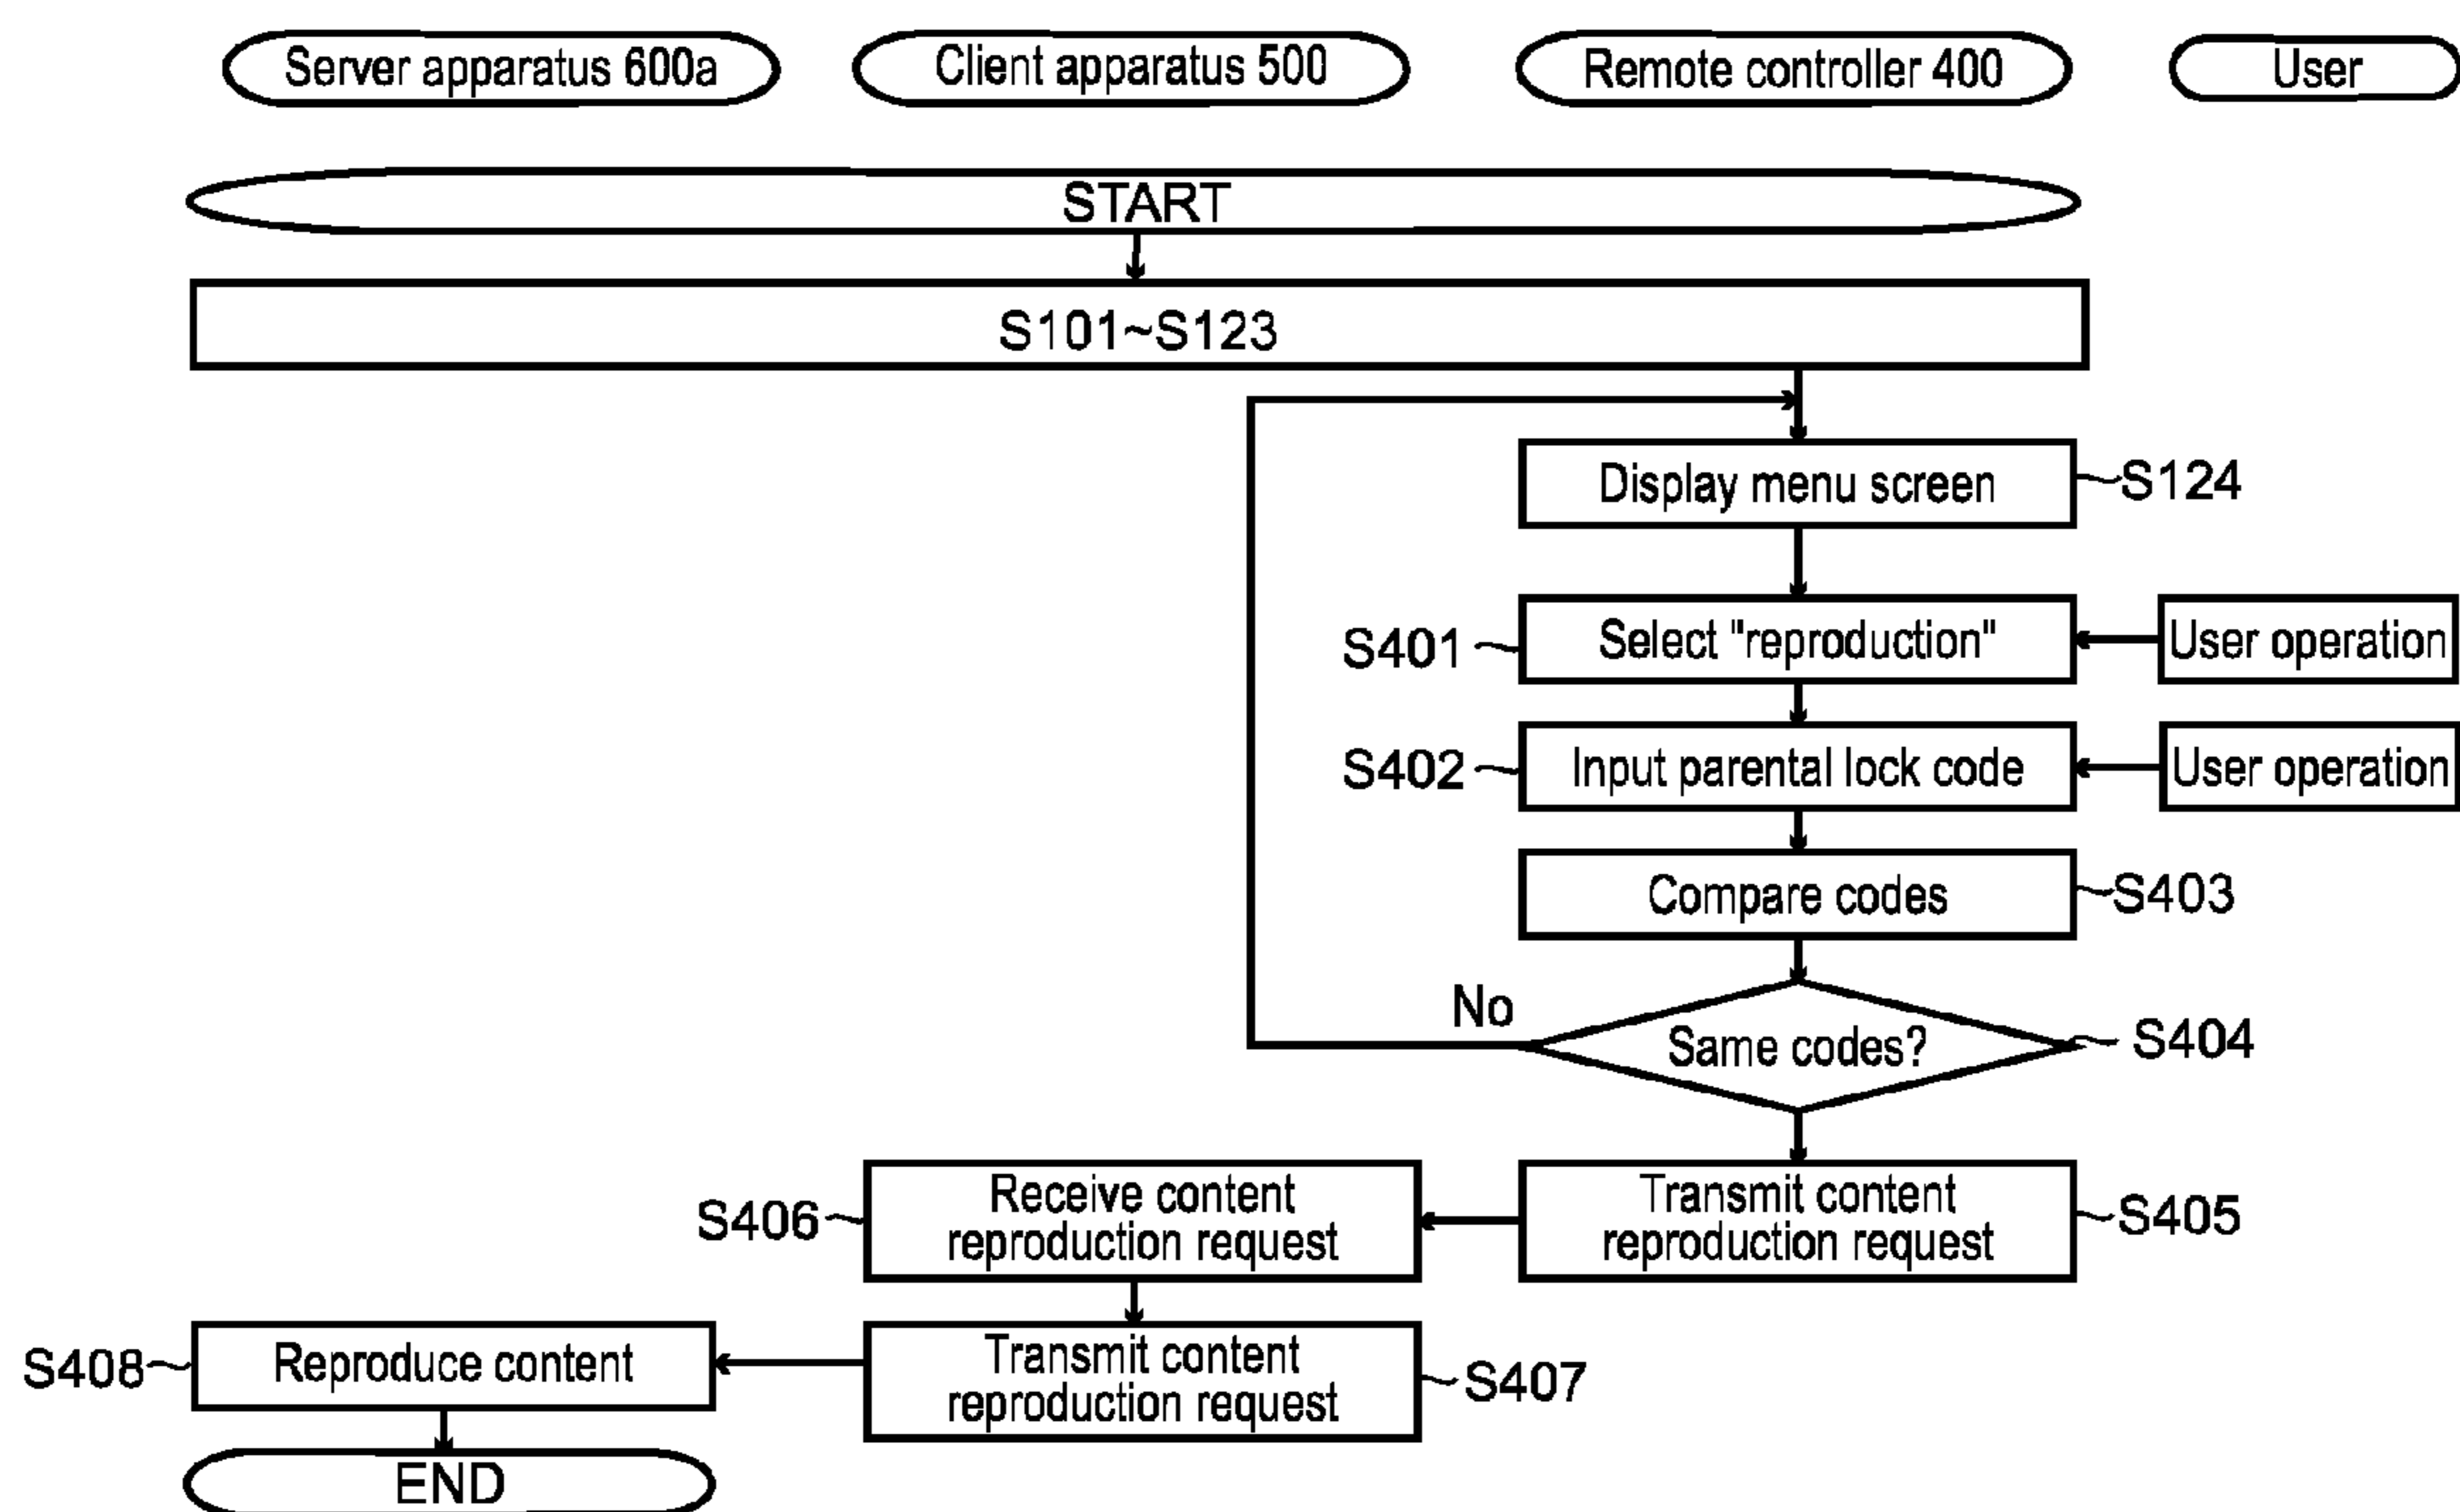 Server apparatus 600a
Client apparatus 500
Remote controller 400
User
START
S101~S123
Display menu screen
S124
S401
Select "reproduction"
User operation
S402
Input parental lock code
User operation
Compare codes
S403
No
Same codes?
S404
S406
Receive content
reproduction request
Transmit content
reproduction request
S405
S408
Reproduce content
Transmit content
reproduction request
S407
END